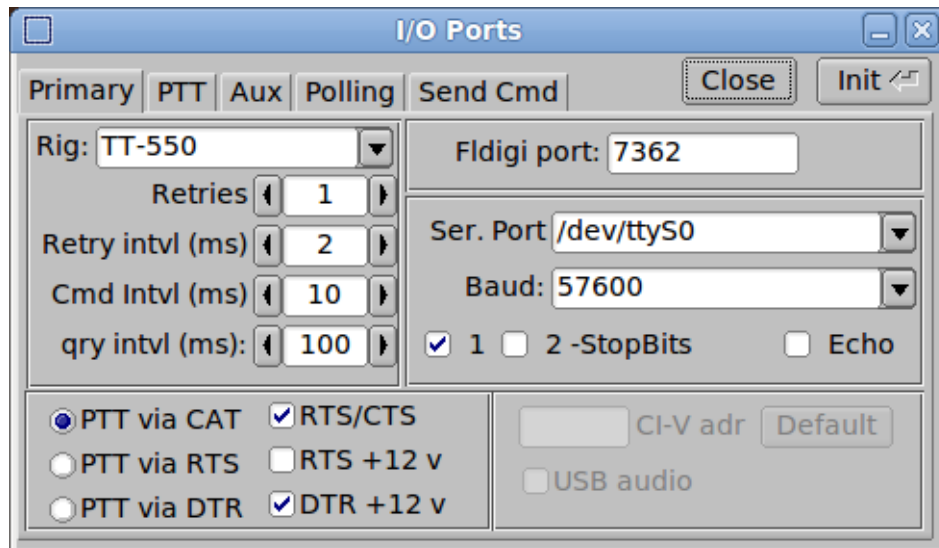 I/O Ports
Primary PTT Aux Polling Send Cmd Close Init
Rig: TT-550
Retries 1
Retry intvl (ms) 2
Cmd Intvl (ms) 10
qry intvl (ms): 100
Fldigi port: 7362
Ser. Port /dev/ttyS0
Baud: 57600
1 2 -StopBits Echo
PTT via CAT RTS/CTS
PTT via RTS RTS +12 v
PTT via DTR DTR +12 v
CI-V adr Default
USB audio